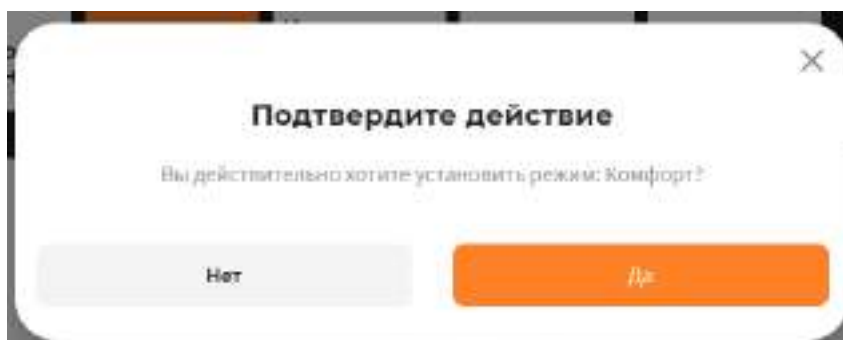 Подтвердите действие
Вы действительно хотите установить режим: Комфорт?
Нет
Да